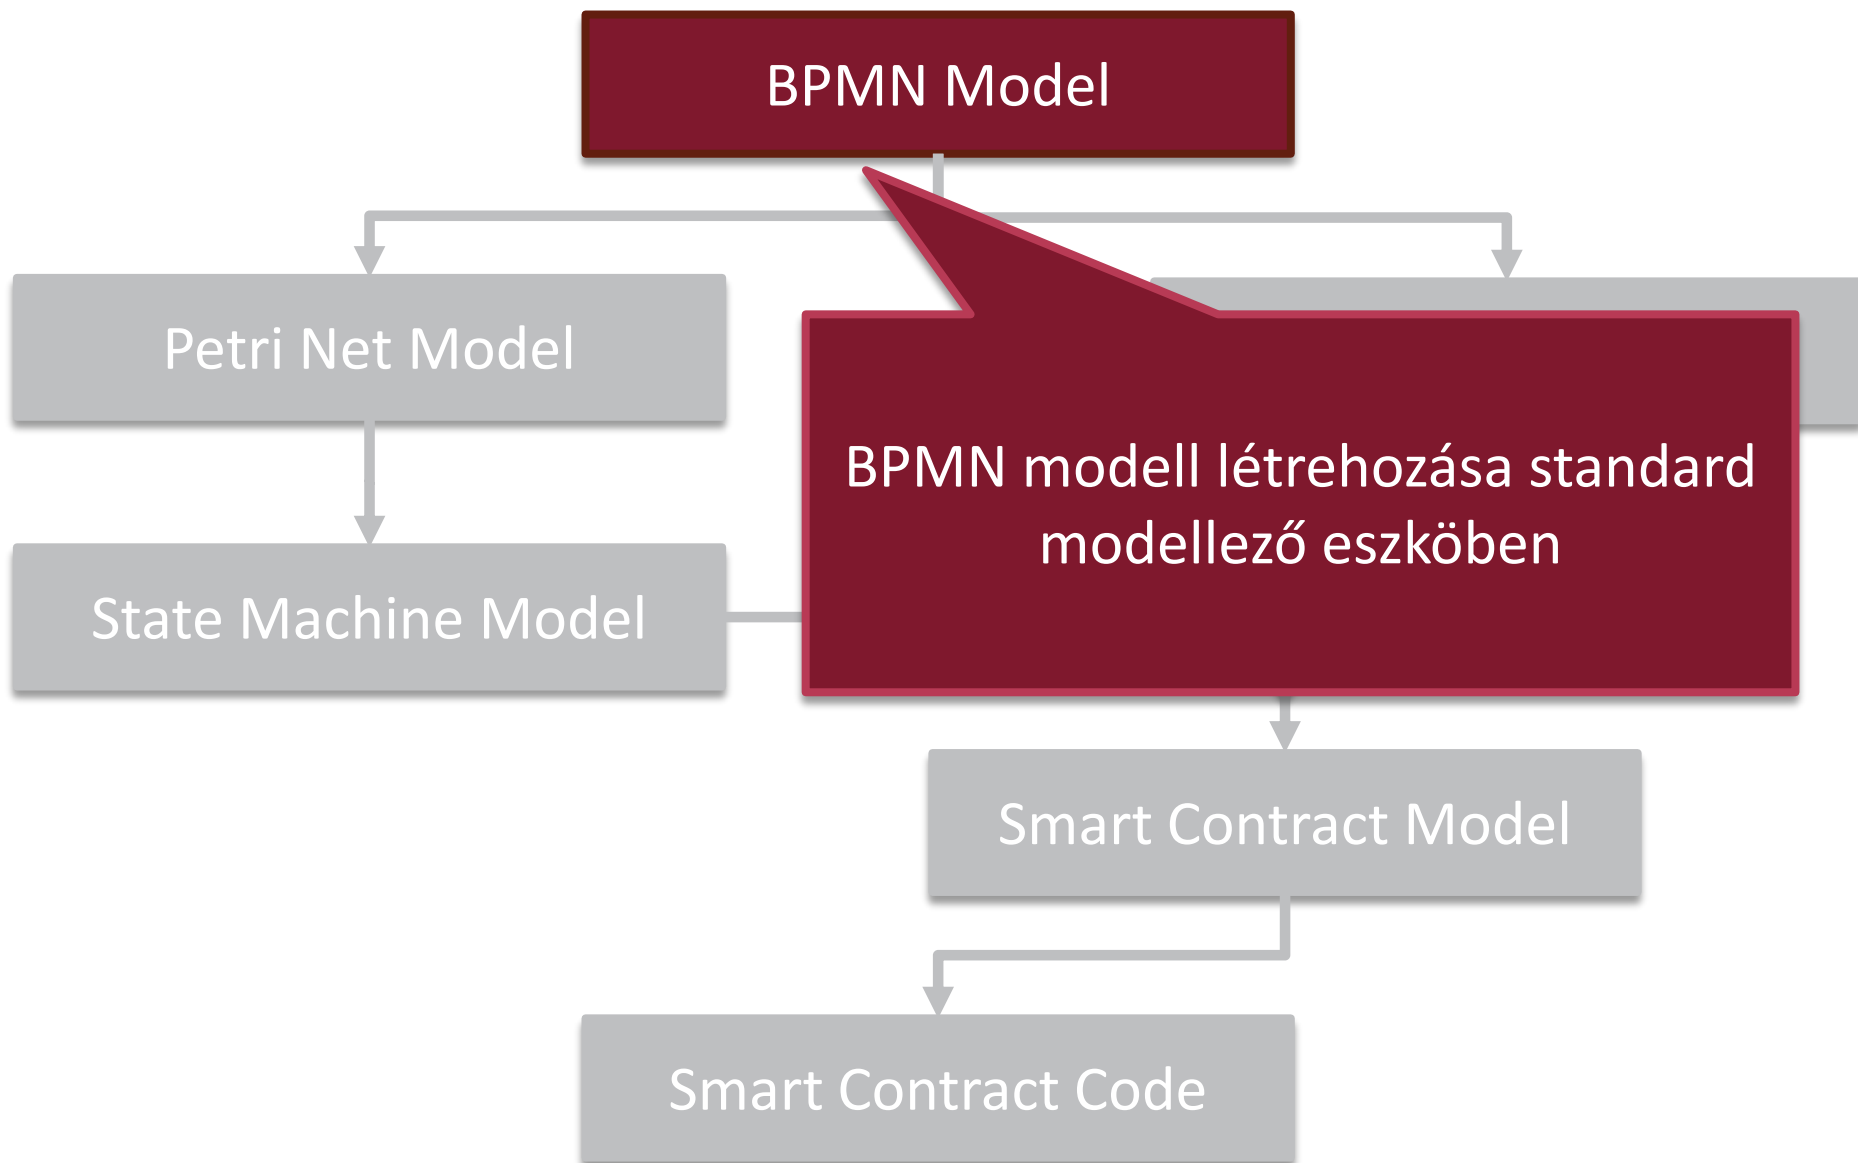 BPMN Model
Petri Net Model
BPMN modell létrehozása standard
modellező eszköben
State Machine Model
Smart Contract Model
Smart Contract Code